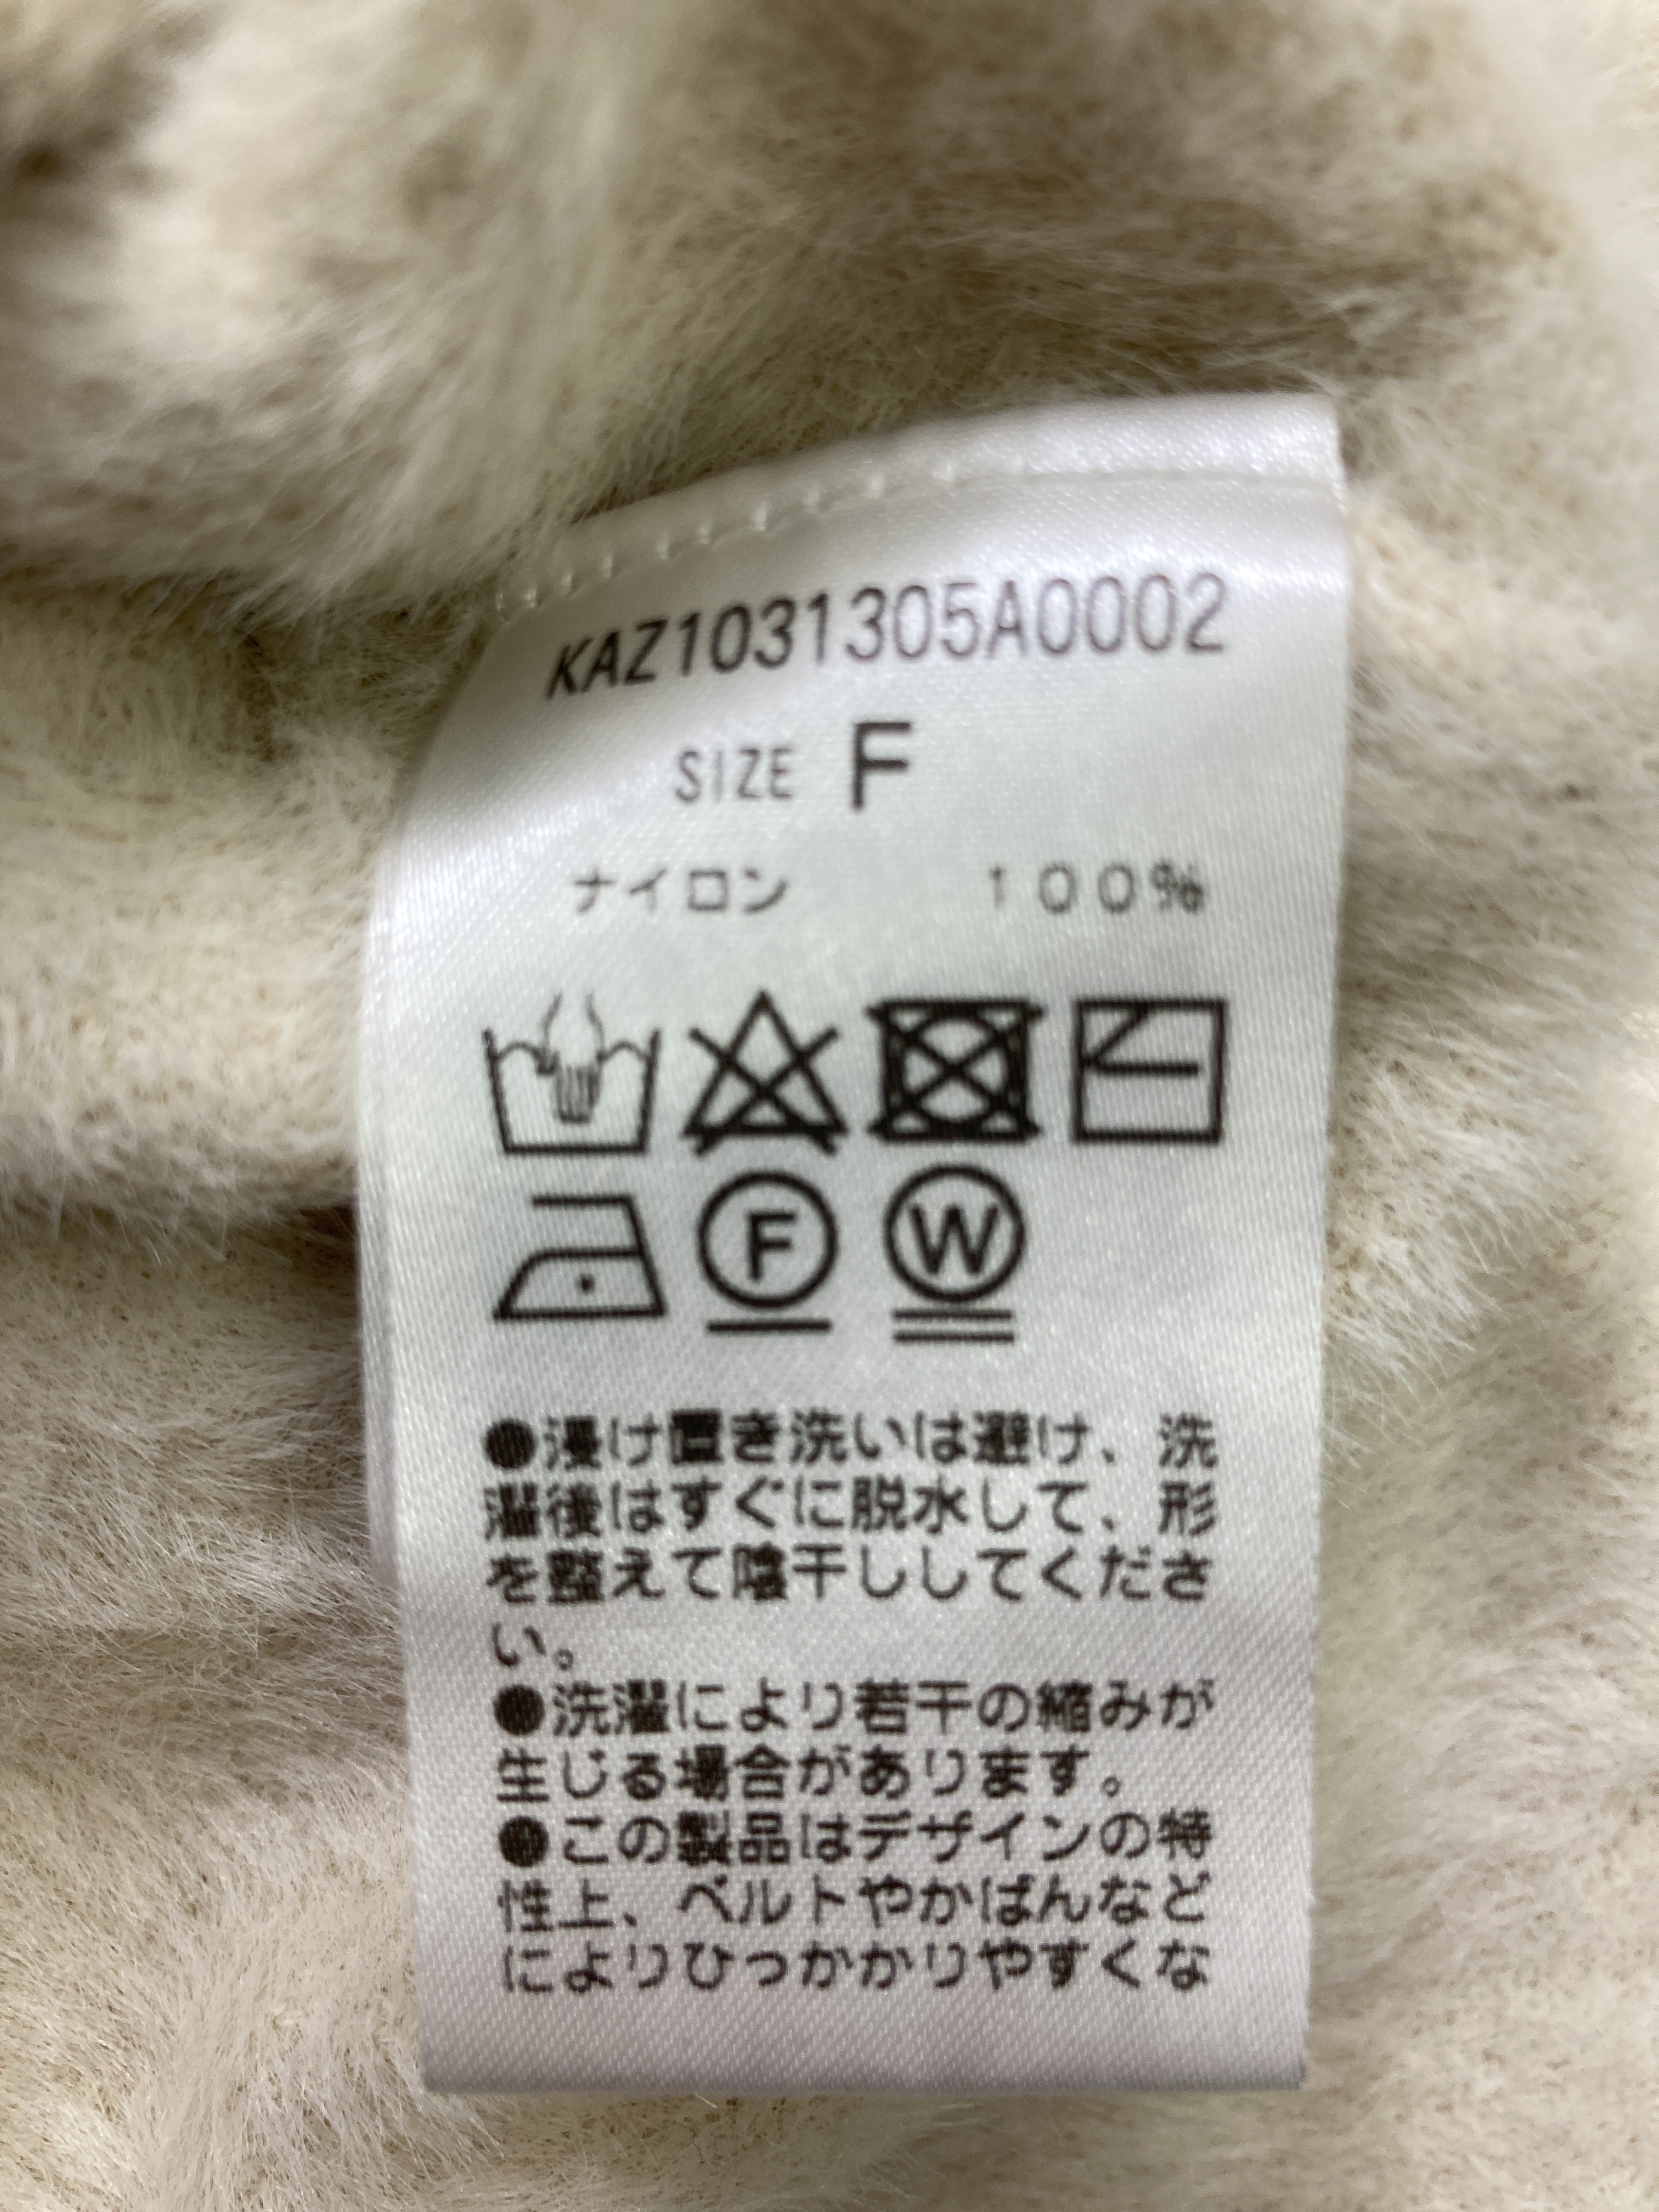 KAZ1031305A0002
SIZE F
ナイロン 100%
F W
●浸け置き洗いは避け、洗
濯後はすぐに脱水して、形
を整えて陰干ししてくださ
い。
●洗濯により若干の縮みが
生じる場合があります。
●この製品はデザインの特
性上、ベルトやかばんなど
によりひっかかりやすくな